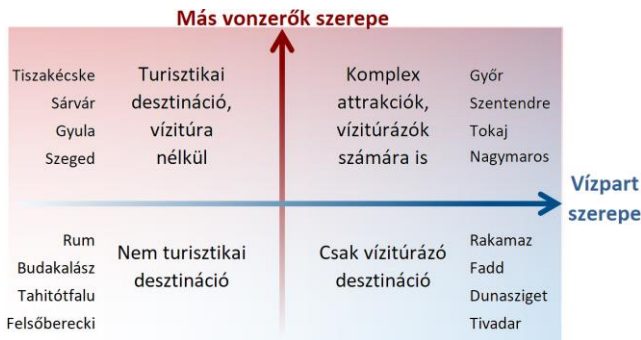 Más vonzerők szerepe
Tiszakécske
Sárvár
Gyula
Szeged
Turisztikai
desztináció,
vízitúra
nélkül
Komplex
attrakciók,
vízitúrázók
számára is
Győr
Szentendre
Tokaj
Nagymaros
Vízpart
szerepe
Rum
Budakalász
Tahitótfalu
Felsőberecki
Nem turisztikai
desztináció
Csak vízitúrázó
desztináció
Rakamaz
Fadd
Dunasziget
Tivadar